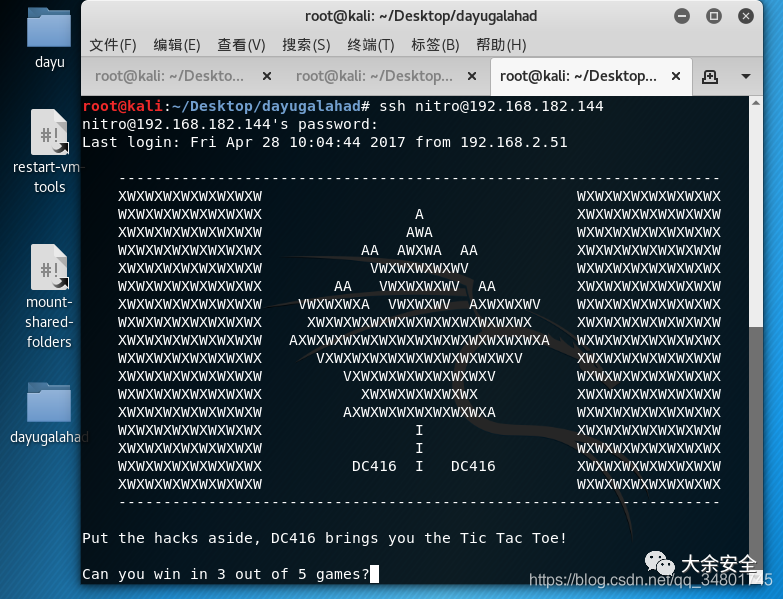 dayu
restart-vm-
tools
mount-
shared-
folders
dayugalahad
root@kali: ~/Desktop/dayugalahad
文件(F) 编辑(E) 查看(V) 搜索(S) 终端(T) 标签(B) 帮助(H)
root@kali: ~/Deskto... × root@kali: ~/Desktop... × root@kali: ~/Desktop... ×
root@kali:~/Desktop/dayugalahad# ssh nitro@192.168.182.144
nitro@192.168.182.144's password:
Last login: Fri Apr 28 10:04:44 2017 from 192.168.2.51
-------------------------------------------------------------------
XWXWXWXWXWXWXWXW WXWXWXWXWXWXWXWX
WXWXWXWXWXWXWXWX A XWXWXWXWXWXWXWXW
XWXWXWXWXWXWXWXW AWA WXWXWXWXWXWXWXWX
WXWXWXWXWXWXWXWX AA AWXWA AA XWXWXWXWXWXWXWXW
XWXWXWXWXWXWXWXW VWXWXWXWXWV WXWXWXWXWXWXWXWX
WXWXWXWXWXWXWXWX AA VWXWXWXWV AA XWXWXWXWXWXWXWXW
XWXWXWXWXWXWXWXW VWXWXWXA VWXWXWV AXWXWXWV WXWXWXWXWXWXWXWX
WXWXWXWXWXWXWXWX XWXWXWXWXWXWXWXWXWXWXWXWX XWXWXWXWXWXWXWXW
XWXWXWXWXWXWXWXW AXWXWXWXWXWXWXWXWXWXWXWXWXWXA WXWXWXWXWXWXWXWX
WXWXWXWXWXWXWXWX VXWXWXWXWXWXWXWXWXWXWXV XWXWXWXWXWXWXWXW
XWXWXWXWXWXWXWXW VXWXWXWXWXWXWXWXV WXWXWXWXWXWXWXWX
WXWXWXWXWXWXWXWX XWXWXWXWXWXWX XWXWXWXWXWXWXWXW
XWXWXWXWXWXWXWXW AXWXWXWXWXWXWXWXA WXWXWXWXWXWXWXWX
WXWXWXWXWXWXWXWX I XWXWXWXWXWXWXWXW
XWXWXWXWXWXWXWXW I WXWXWXWXWXWXWXWX
WXWXWXWXWXWXWXWX DC416 I DC416 XWXWXWXWXWXWXWXW
XWXWXWXWXWXWXWXW WXWXWXWXWXWXWXWX
-------------------------------------------------------------------
Put the hacks aside, DC416 brings you the Tic Tac Toe!
Can you win in 3 out of 5 games?
大余安全
https://blog.csdn.net/qq_34801745